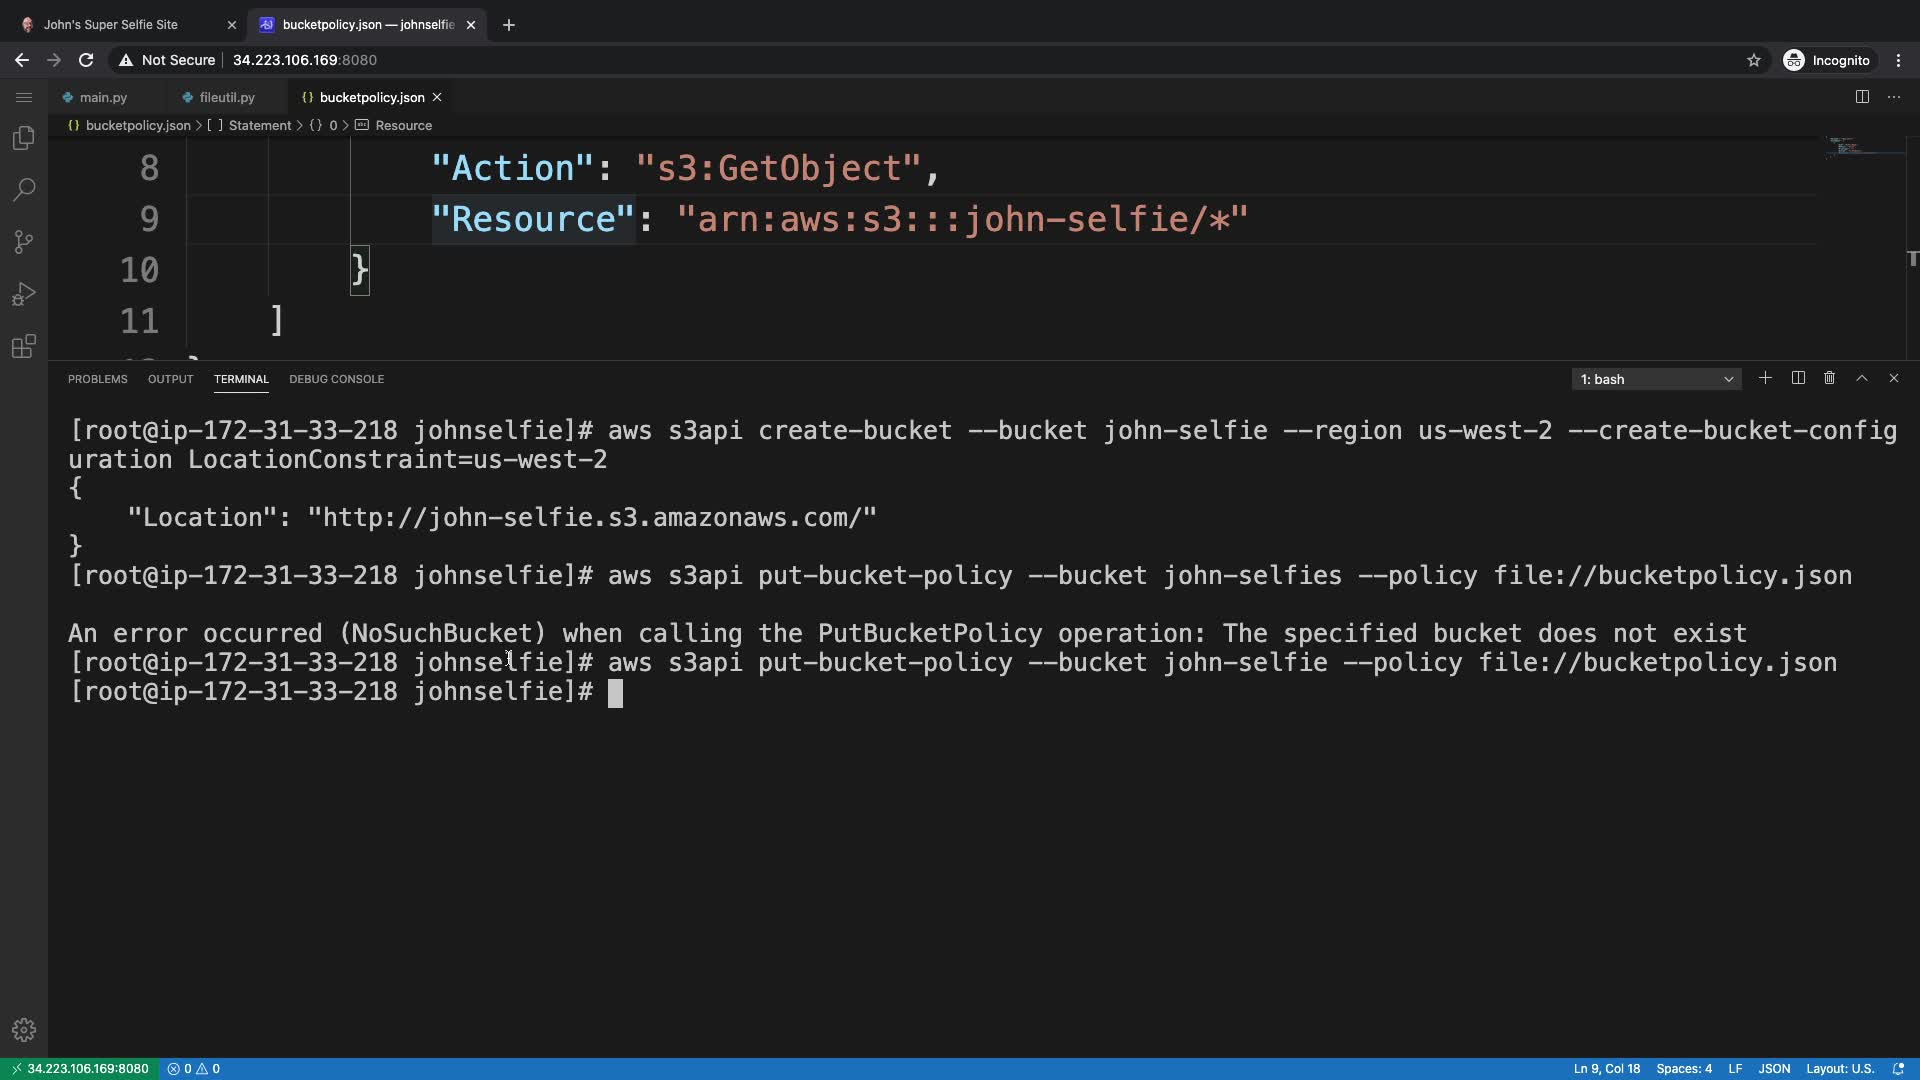 John's Super Selfie Site
bucketpolicy.json — johnselfie
Not Secure
34.223.106.169:8080
Incognito
main.py
fileutil.py
{} bucketpolicy.json
{} bucketpolicy.json > [ ] Statement > {} 0 > Resource
8 "Action": "s3:GetObject",
9 "Resource": "arn:aws:s3:::john-selfie/*"
10 }
11 ]
PROBLEMS OUTPUT TERMINAL DEBUG CONSOLE
1: bash
[root@ip-172-31-33-218 johnselfie]# aws s3api create-bucket --bucket john-selfie --region us-west-2 --create-bucket-config
uration LocationConstraint=us-west-2
{
"Location": "http://john-selfie.s3.amazonaws.com/"
}
[root@ip-172-31-33-218 johnselfie]# aws s3api put-bucket-policy --bucket john-selfies --policy file://bucketpolicy.json
An error occurred (NoSuchBucket) when calling the PutBucketPolicy operation: The specified bucket does not exist
[root@ip-172-31-33-218 johnselfie]# aws s3api put-bucket-policy --bucket john-selfie --policy file://bucketpolicy.json
[root@ip-172-31-33-218 johnselfie]#
34.223.106.169:8080
0 0
Ln 9, Col 18 Spaces: 4 LF JSON Layout: U.S.